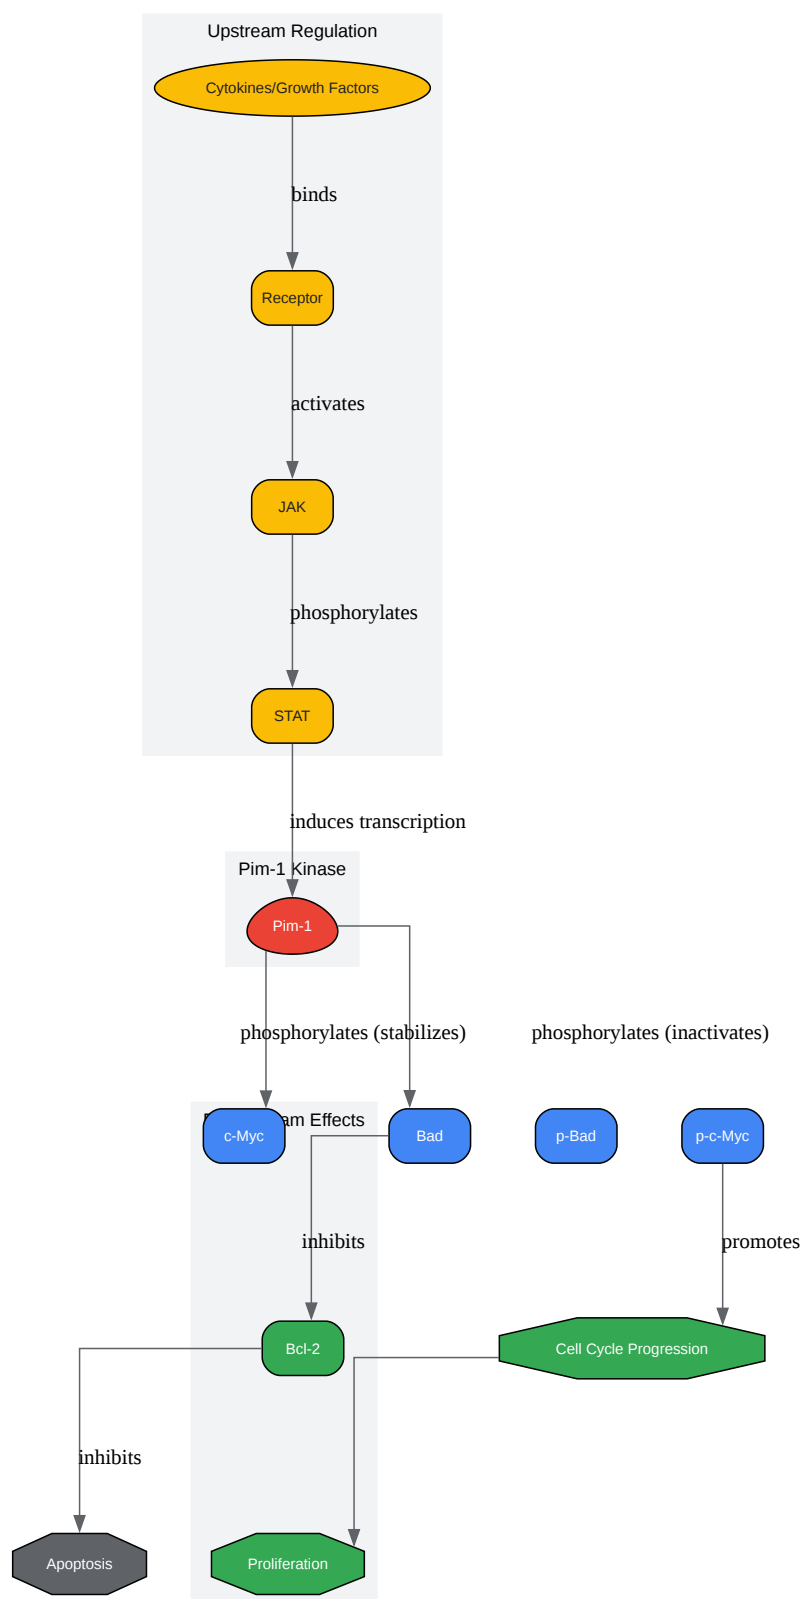 Upstream Regulation
Cytokines/Growth Factors
binds
Receptor
activates
JAK
phosphorylates
STAT
induces transcription
Pim-1 Kinase
Pim-1
phosphorylates (stabilizes)
phosphorylates (inactivates)
Effects
c-Myc
Bad
p-Bad
p-c-Myc
inhibits
promotes
Bcl-2
Cell Cycle Progression
inhibits
Apoptosis
Proliferation